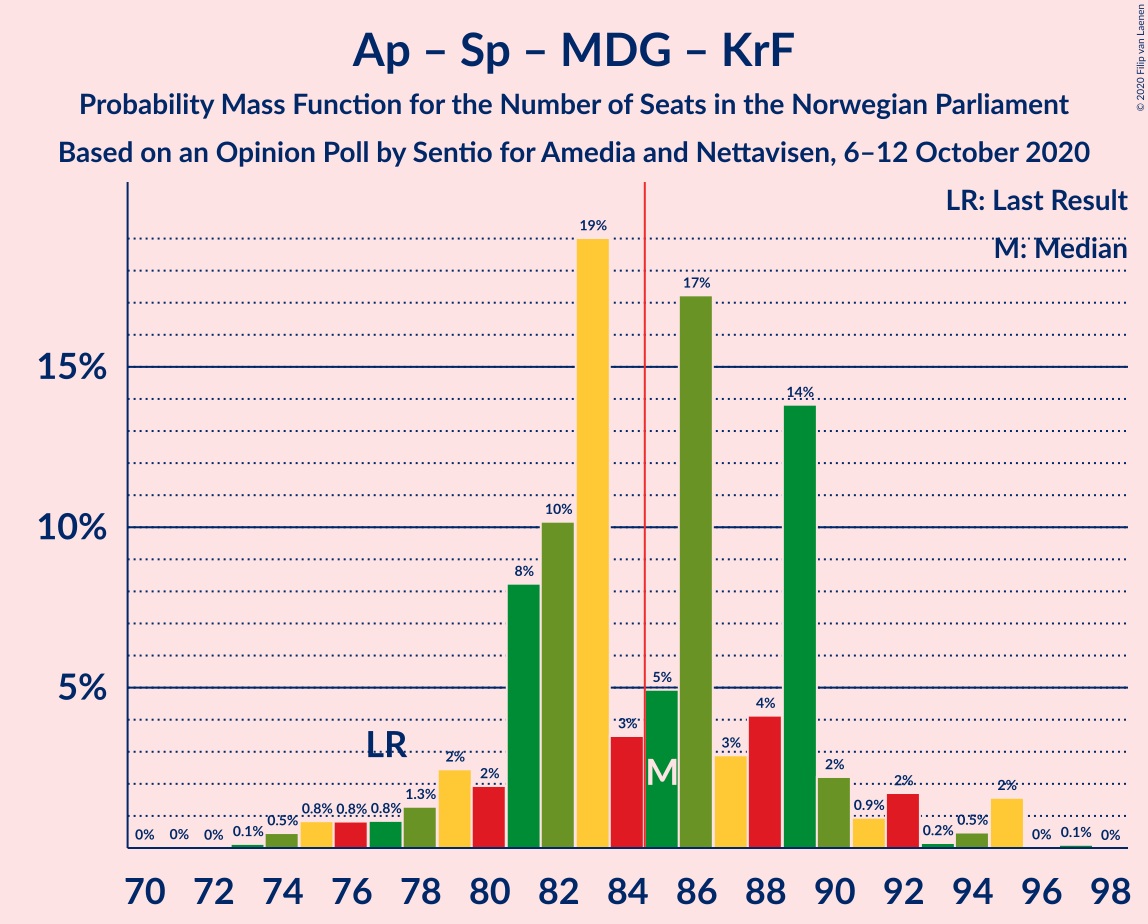 Ap – Sp – MDG – KrF
Probability Mass Function for the Number of Seats in the Norwegian Parliament
Based on an Opinion Poll by Sentio for Amedia and Nettavisen, 6–12 October 2020
© 2020 Filip van Laenen
LR: Last Result
M: Median
15%
10%
5%
0% 0% 0% 0.1% 0.5% 0.8% 0.8% 0.8% 1.3% 2% 2% 8% 10% 19% 3% 5% 17% 3% 4% 14% 2% 0.9% 2% 0.2% 0.5% 2% 0% 0.1% 0%
LR
M
70 72 74 76 78 80 82 84 86 88 90 92 94 96 98